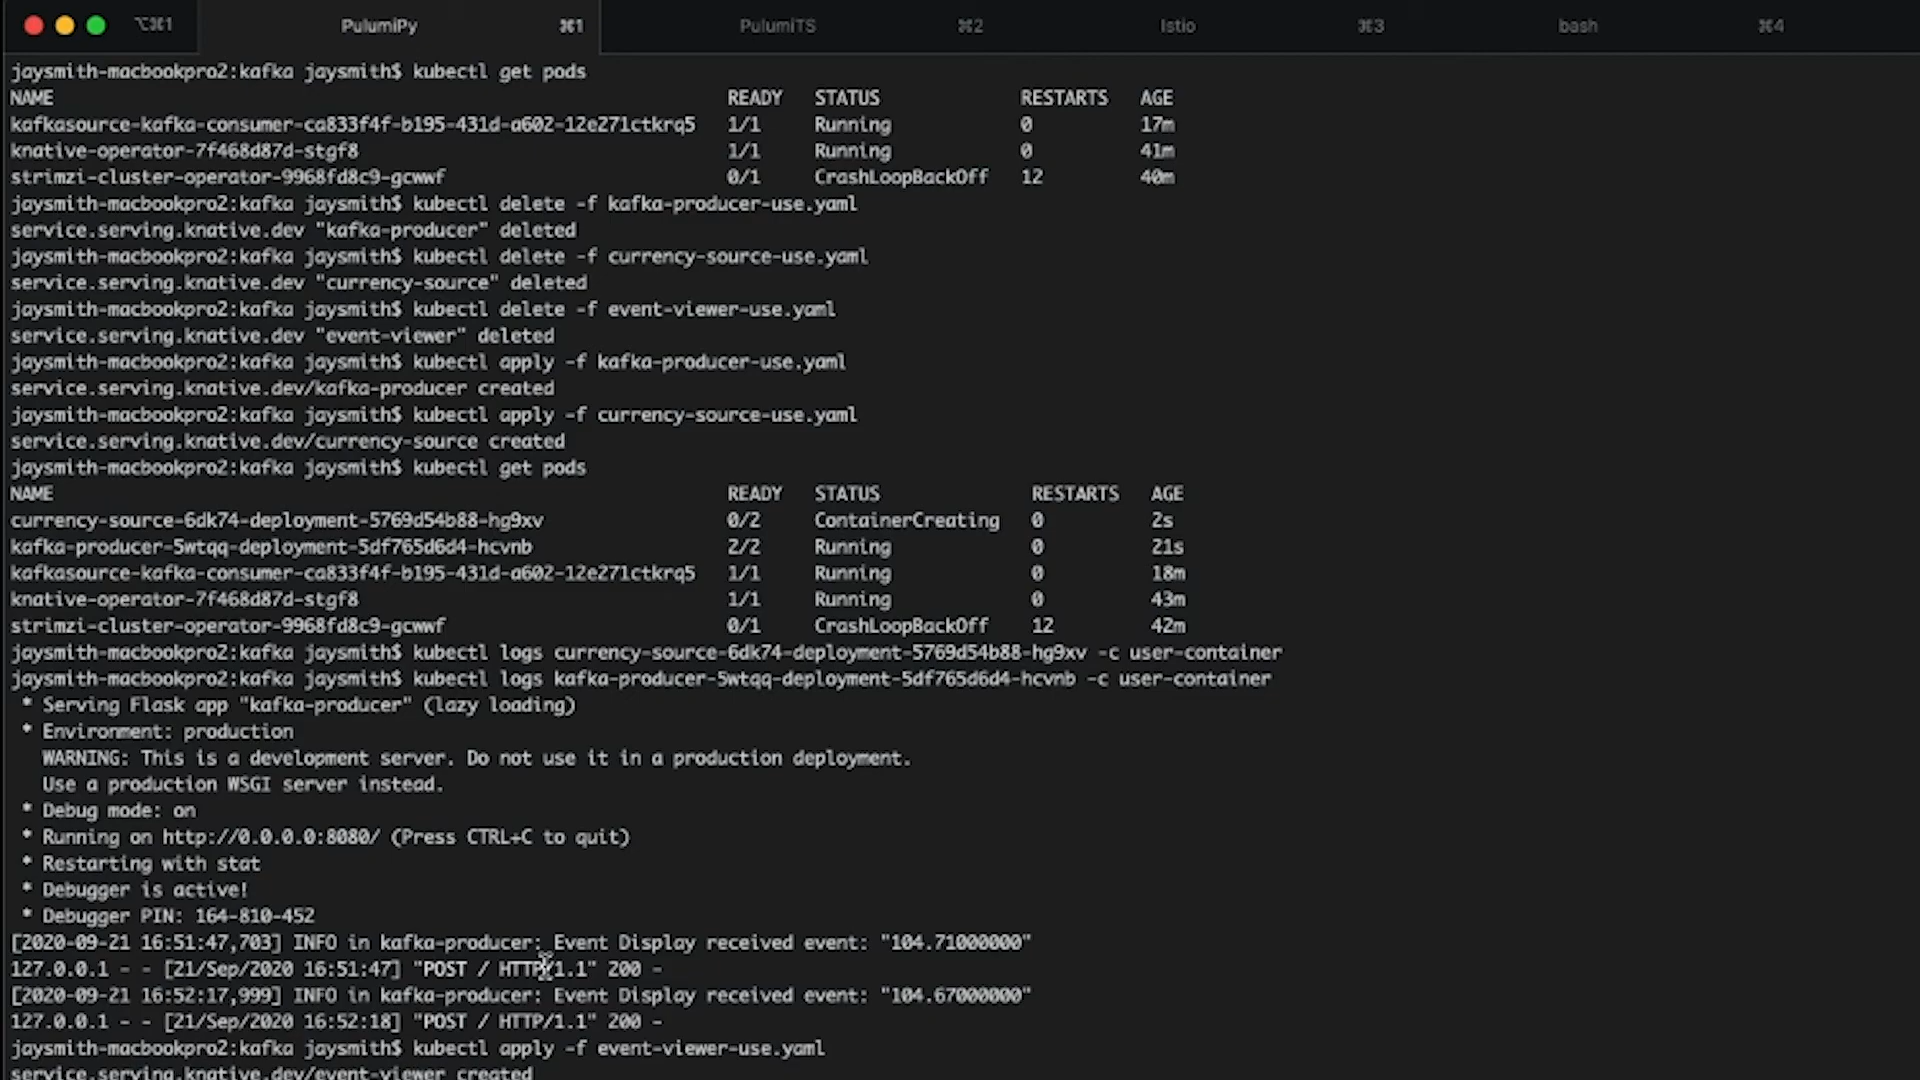 ⌥⌘1 PulumiPy ⌘1 PulumiTS ⌘2 Istio ⌘3 bash ⌘4
jaysmith-macbookpro2:kafka jaysmith$ kubectl get pods
NAME READY STATUS RESTARTS AGE
kafkasource-kafka-consumer-ca833f4f-b195-431d-a602-12e271ctkrq5 1/1 Running 0 17m
knative-operator-7f468d87d-stgf8 1/1 Running 0 41m
strimzi-cluster-operator-9968fd8c9-gcwwf 0/1 CrashLoopBackOff 12 40m
jaysmith-macbookpro2:kafka jaysmith$ kubectl delete -f kafka-producer-use.yaml
service.serving.knative.dev "kafka-producer" deleted
jaysmith-macbookpro2:kafka jaysmith$ kubectl delete -f currency-source-use.yaml
service.serving.knative.dev "currency-source" deleted
jaysmith-macbookpro2:kafka jaysmith$ kubectl delete -f event-viewer-use.yaml
service.serving.knative.dev "event-viewer" deleted
jaysmith-macbookpro2:kafka jaysmith$ kubectl apply -f kafka-producer-use.yaml
service.serving.knative.dev/kafka-producer created
jaysmith-macbookpro2:kafka jaysmith$ kubectl apply -f currency-source-use.yaml
service.serving.knative.dev/currency-source created
jaysmith-macbookpro2:kafka jaysmith$ kubectl get pods
NAME READY STATUS RESTARTS AGE
currency-source-6dk74-deployment-5769d54b88-hg9xv 0/2 ContainerCreating 0 2s
kafka-producer-5wtqq-deployment-5df765d6d4-hcvnb 2/2 Running 0 21s
kafkasource-kafka-consumer-ca833f4f-b195-431d-a602-12e271ctkrq5 1/1 Running 0 18m
knative-operator-7f468d87d-stgf8 1/1 Running 0 43m
strimzi-cluster-operator-9968fd8c9-gcwwf 0/1 CrashLoopBackOff 12 42m
jaysmith-macbookpro2:kafka jaysmith$ kubectl logs currency-source-6dk74-deployment-5769d54b88-hg9xv -c user-container
jaysmith-macbookpro2:kafka jaysmith$ kubectl logs kafka-producer-5wtqq-deployment-5df765d6d4-hcvnb -c user-container
* Serving Flask app "kafka-producer" (lazy loading)
* Environment: production
WARNING: This is a development server. Do not use it in a production deployment.
Use a production WSGI server instead.
* Debug mode: on
* Running on http://0.0.0.0:8080/ (Press CTRL+C to quit)
* Restarting with stat
* Debugger is active!
* Debugger PIN: 164-810-452
[2020-09-21 16:51:47,703] INFO in kafka-producer: Event Display received event: "104.71000000"
127.0.0.1 - - [21/Sep/2020 16:51:47] "POST / HTTP/1.1" 200 -
[2020-09-21 16:52:17,999] INFO in kafka-producer: Event Display received event: "104.67000000"
127.0.0.1 - - [21/Sep/2020 16:52:18] "POST / HTTP/1.1" 200 -
jaysmith-macbookpro2:kafka jaysmith$ kubectl apply -f event-viewer-use.yaml
service.serving.knative.dev/event-viewer created